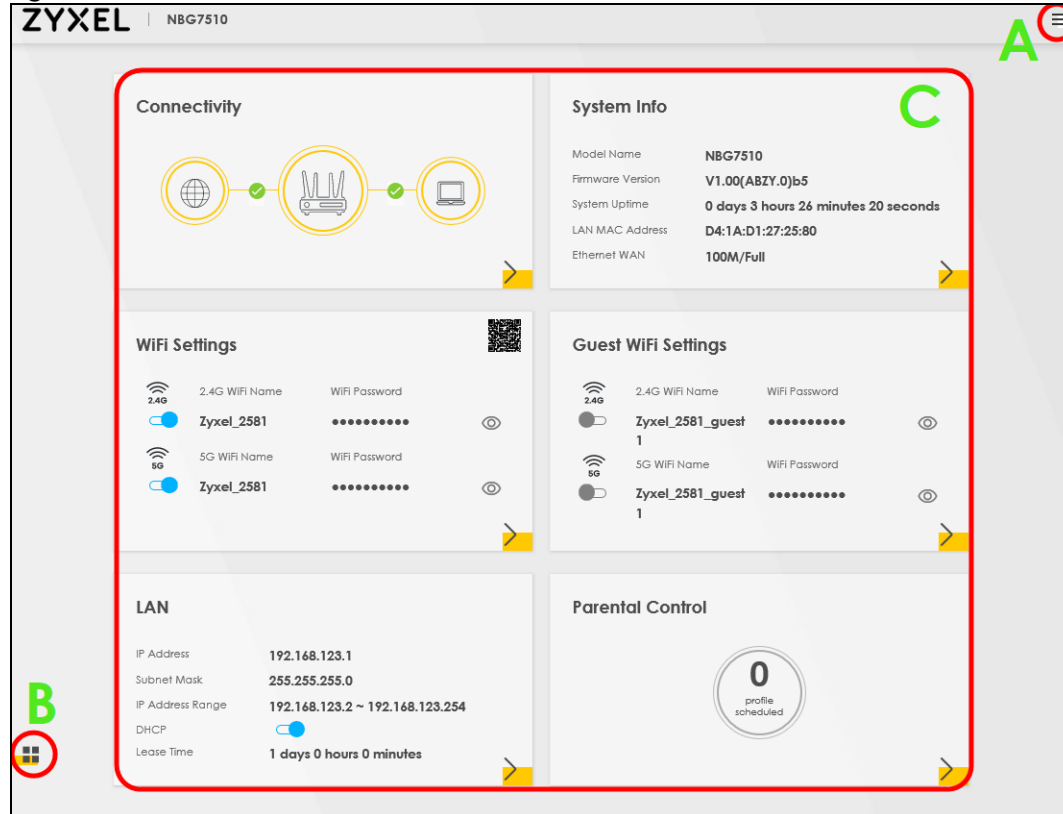 ZYXEL NBG7510
A
C
Connectivity
System Info
Model Name NBG7510
Firmware Version V1.00(ABZY.0)b5
System Uptime 0 days 3 hours 26 minutes 20 seconds
LAN MAC Address D4:1A:D1:27:25:80
Ethernet WAN 100M/Full
WiFi Settings
2.4G
2.4G WiFi Name WiFi Password
Zyxel_2581 ●●●●●●●●●●
5G
5G WiFi Name WiFi Password
Zyxel_2581 ●●●●●●●●●●
Guest WiFi Settings
2.4G
2.4G WiFi Name WiFi Password
Zyxel_2581_guest ●●●●●●●●●●
1
5G
5G WiFi Name WiFi Password
Zyxel_2581_guest ●●●●●●●●●●
1
LAN
IP Address 192.168.123.1
Subnet Mask 255.255.255.0
IP Address Range 192.168.123.2 ~ 192.168.123.254
DHCP
Lease Time 1 days 0 hours 0 minutes
Parental Control
0
profile
scheduled
B